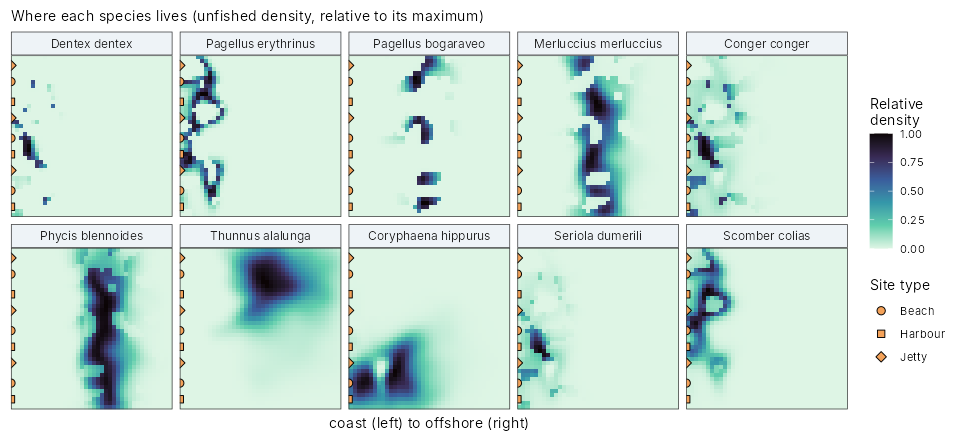 Where each species lives (unfished density, relative to its maximum)
Dentex dentex
Pagellus erythrinus
Pagellus bogaraveo
Merluccius merluccius
Conger conger
Phycis blennoides
Thunnus alalunga
Coryphaena hippurus
Seriola dumerili
Scomber colias
coast (left) to offshore (right)
Relative
density
1.00
0.75
0.50
0.25
0.00
Site type
Beach
Harbour
Jetty